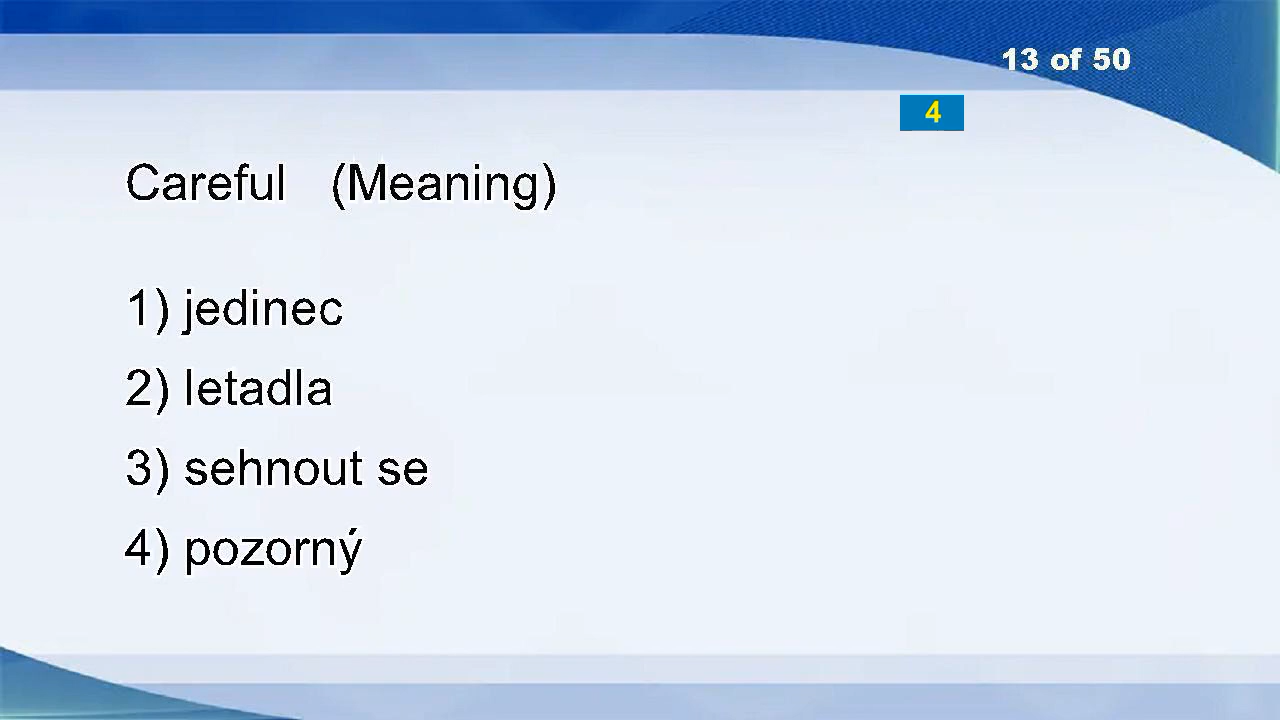 13 of 50
4
Careful (Meaning)
1) jedinec
2) letadla
3) sehnout se
4) pozorný